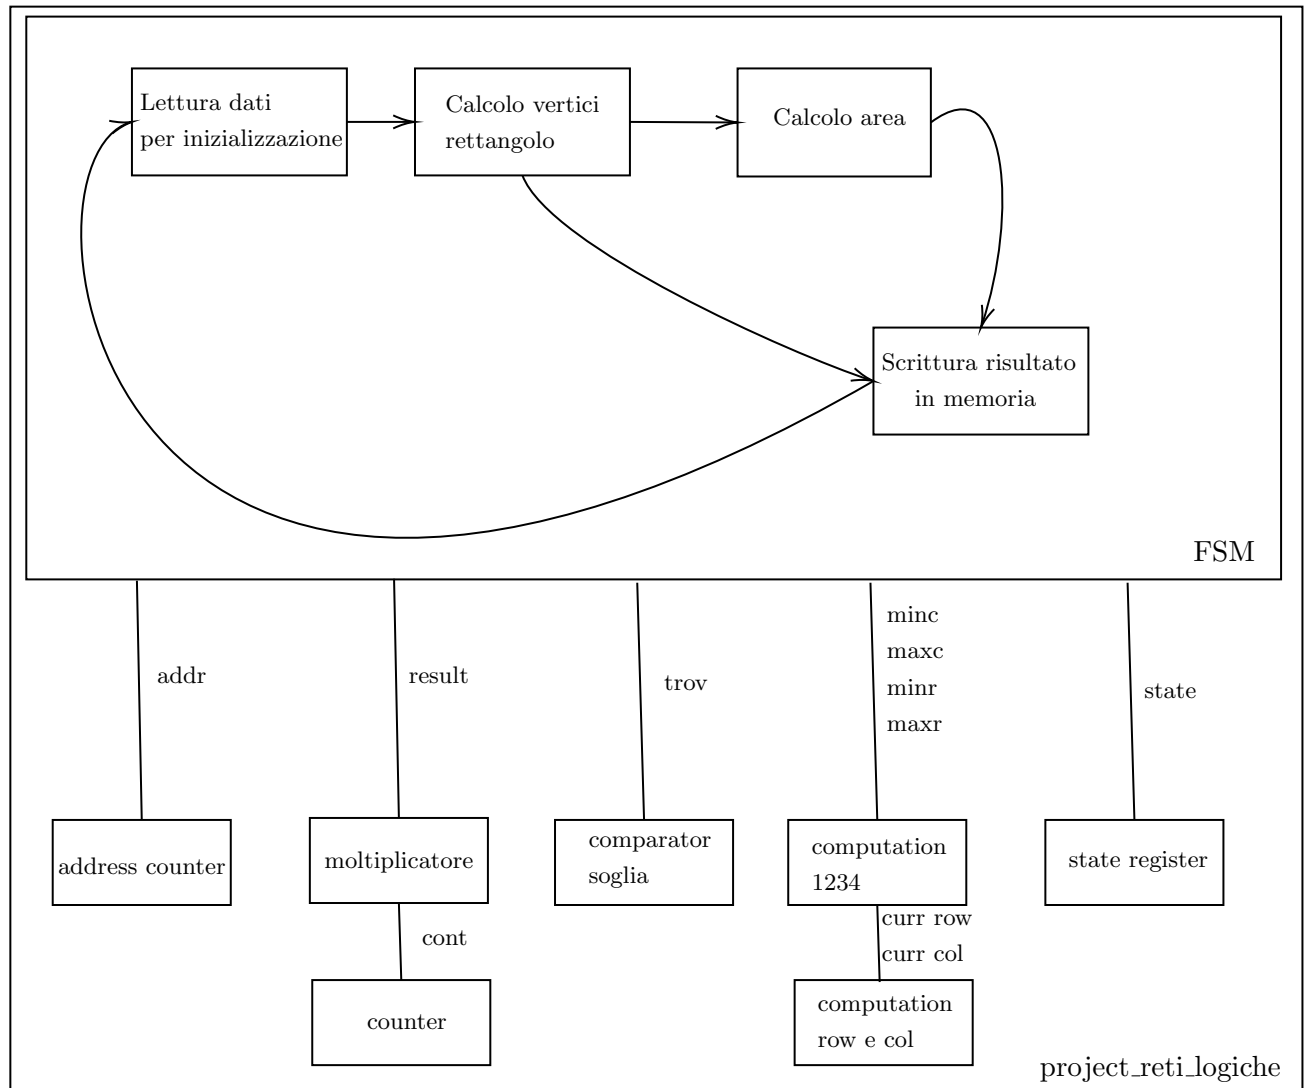 Lettura dati
per inizializzazione
Calcolo vertici
rettangolo
Calcolo area
Scrittura risultato
in memoria
FSM
addr
result
trov
minc
maxc
minr
maxr
state
address counter
moltiplicatore
comparator
soglia
computation
1234
state register
cont
curr row
curr col
counter
computation
row e col
project_reti_logiche